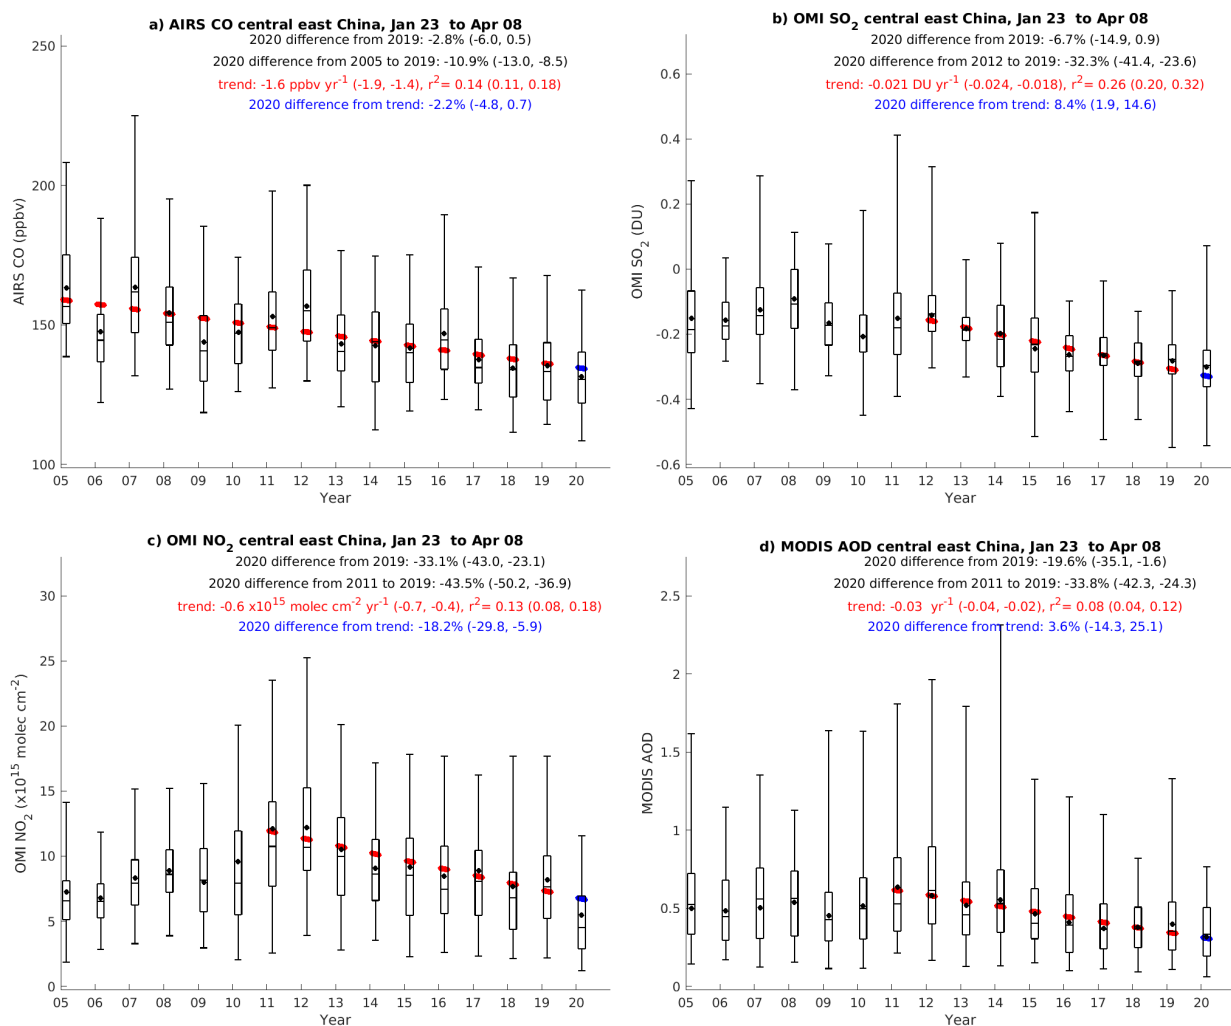 a) AIRS CO central east China, Jan 23 to Apr 08
2020 difference from 2019: -2.8% (-6.0, 0.5)
2020 difference from 2005 to 2019: -10.9% (-13.0, -8.5)
trend: -1.6 ppbv yr-1 (-1.9, -1.4), r2= 0.14 (0.11, 0.18)
2020 difference from trend: -2.2% (-4.8, 0.7)
AIRS CO (ppbv)
250
200
150
100
05 06 07 08 09 10 11 12 13 14 15 16 17 18 19 20
Year
b) OMI SO2 central east China, Jan 23 to Apr 08
2020 difference from 2019: -6.7% (-14.9, 0.9)
2020 difference from 2012 to 2019: -32.3% (-41.4, -23.6)
trend: -0.021 DU yr-1 (-0.024, -0.018), r2= 0.26 (0.20, 0.32)
2020 difference from trend: 8.4% (1.9, 14.6)
OMI SO2 (DU)
0.6
0.4
0.2
0
-0.2
-0.4
-0.6
05 06 07 08 09 10 11 12 13 14 15 16 17 18 19 20
Year
c) OMI NO2 central east China, Jan 23 to Apr 08
2020 difference from 2019: -33.1% (-43.0, -23.1)
2020 difference from 2011 to 2019: -43.5% (-50.2, -36.9)
trend: -0.6 x1015 molec cm-2 yr-1 (-0.7, -0.4), r2= 0.13 (0.08, 0.18)
2020 difference from trend: -18.2% (-29.8, -5.9)
OMI NO2 (x1015 molec cm-2)
30
25
20
15
10
5
0
05 06 07 08 09 10 11 12 13 14 15 16 17 18 19 20
Year
d) MODIS AOD central east China, Jan 23 to Apr 08
2020 difference from 2019: -19.6% (-35.1, -1.6)
2020 difference from 2011 to 2019: -33.8% (-42.3, -24.3)
trend: -0.03 yr-1 (-0.04, -0.02), r2= 0.08 (0.04, 0.12)
2020 difference from trend: 3.6% (-14.3, 25.1)
MODIS AOD
2.5
2
1.5
1
0.5
0
05 06 07 08 09 10 11 12 13 14 15 16 17 18 19 20
Year